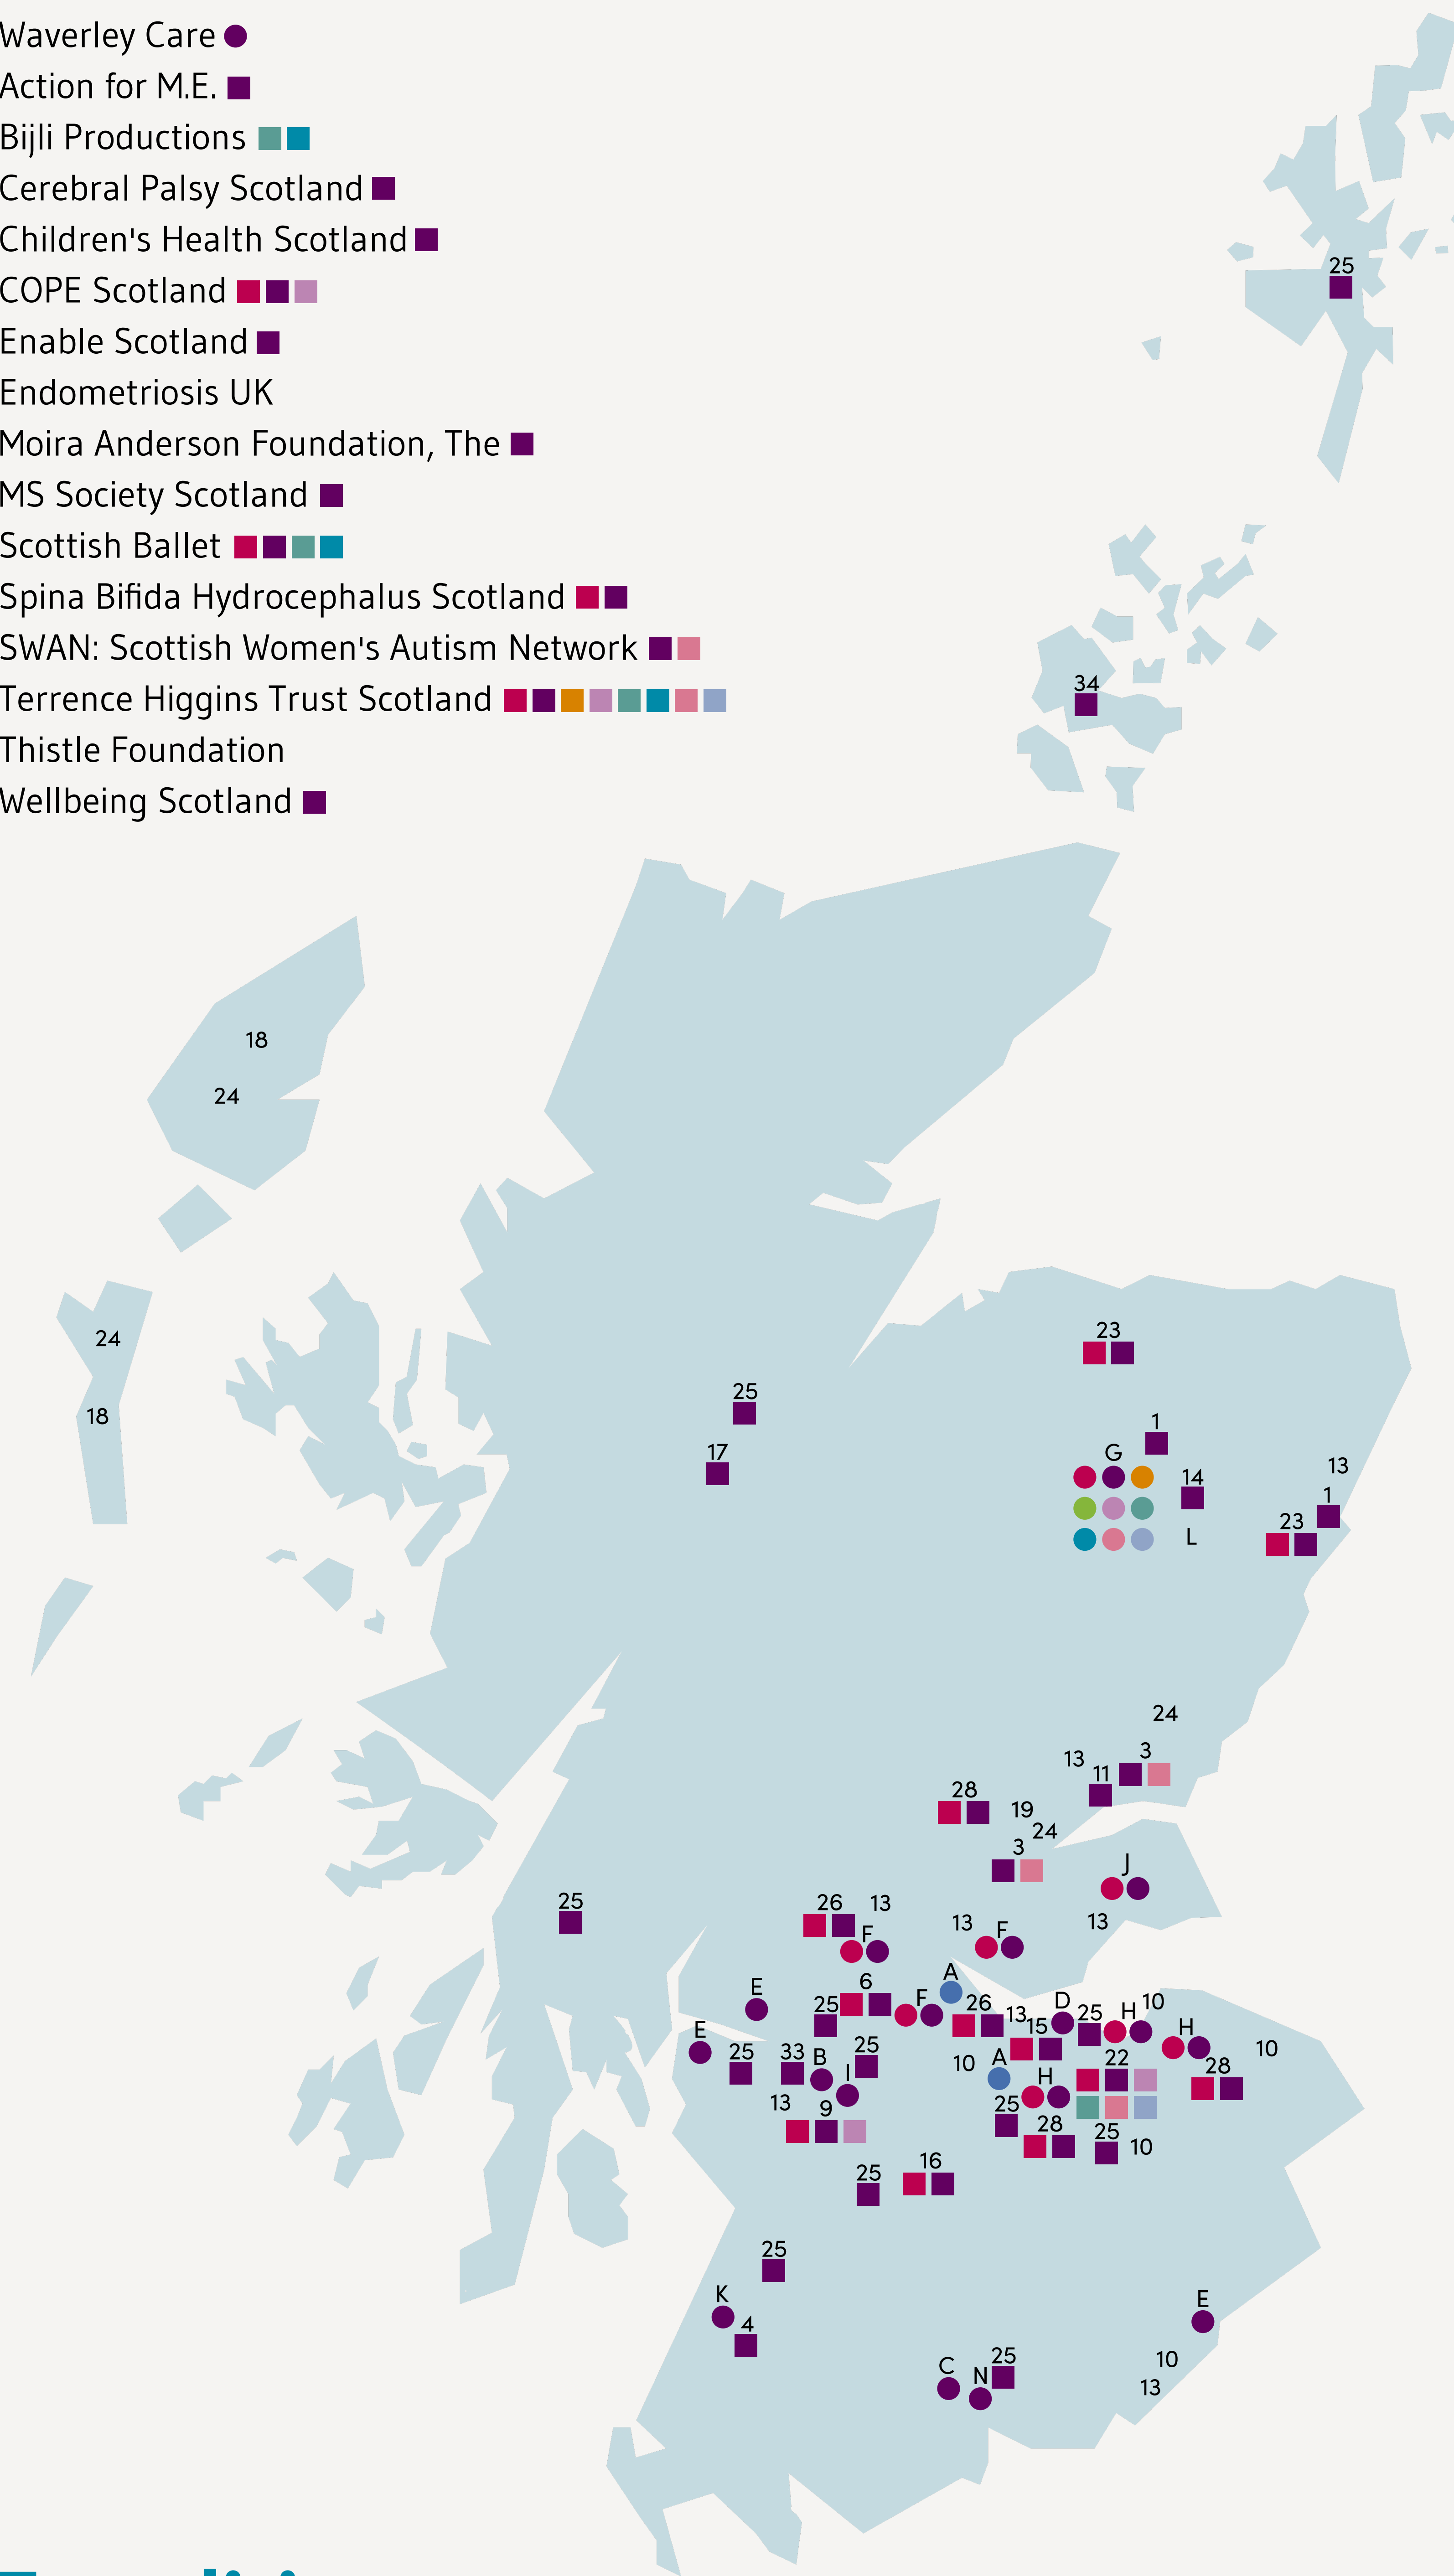 Waverley Care
Action for M.E.
Bijli Productions
Cerebral Palsy Scotland
Children's Health Scotland
COPE Scotland
Enable Scotland
Endometriosis UK
Moira Anderson Foundation, The
MS Society Scotland
Scottish Ballet
Spina Bifida Hydrocephalus Scotland
SWAN: Scottish Women's Autism Network
Terrence Higgins Trust Scotland
Thistle Foundation
Wellbeing Scotland
25
34
18
24
24
18
23
25
17
1
G
14
13
1
23
L
24
13
3
11
28
19
24
3
J
25
26
13
F
13
F
13
A
E
6
25
F
26
13
15
D
25
H
10
H
E
25
33
B
I
25
10
A
H
22
10
28
13
9
25
28
25
10
25
16
25
K
4
E
C
N
25
10
13